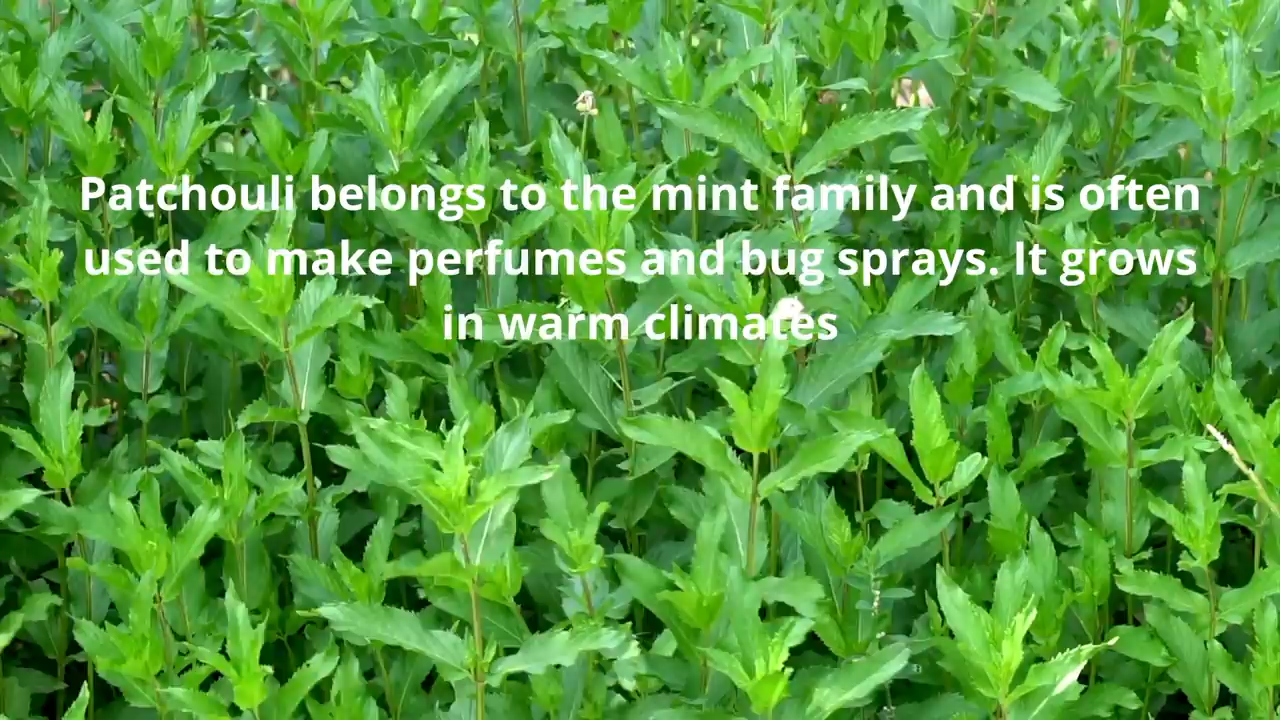 Patchouli belongs to the mint family and is often
used to make perfumes and bug sprays. It grows
in warm climates